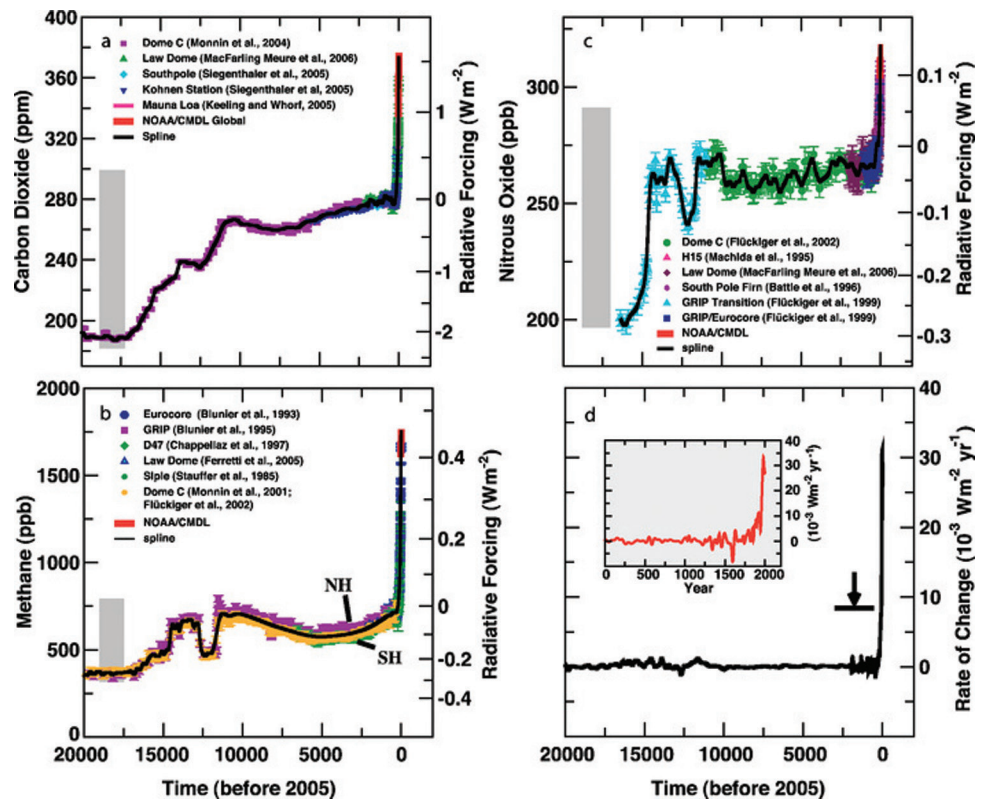 a
Dome C (Monnin et al., 2004)
Law Dome (MacFarling Meure et al., 2006)
Southpole (Siegenthaler et al., 2005)
Kohnen Station (Siegenthaler et al, 2005)
Mauna Loa (Keeling and Whorf, 2005)
NOAA/CMDL Global
Spline
Carbon Dioxide (ppm)
400
360
320
280
240
200
Radiative Forcing (Wm-2)
1
0
-1
-2
c
Nitrous Oxide (ppb)
300
250
200
Radiative Forcing (Wm-2)
0.1
0
-0.1
-0.2
-0.3
Dome C (Flückiger et al., 2002)
H15 (Machida et al., 1995)
Law Dome (MacFarling Meure et al., 2006)
South Pole Firn (Battle et al., 1996)
GRIP Transition (Flückiger et al., 1999)
GRIP/Eurocore (Flückiger et al., 1999)
NOAA/CMDL
spline
b
Eurocore (Blunier et al., 1993)
GRIP (Blunier et al., 1995)
D47 (Chappellaz et al., 1997)
Law Dome (Ferretti et al., 2005)
Siple (Stauffer et al., 1985)
Dome C (Monnin et al., 2001;
Flückiger et al., 2002)
NOAA/CMDL
spline
NH
SH
Methane (ppb)
2000
1750
1500
1250
1000
750
500
250
0
Radiative Forcing (Wm-2)
0.4
0.2
0
-0.2
-0.4
20000 15000 10000 5000 0
Time (before 2005)
d
40
30
20
10
0
-10
(10-3 Wm-2 yr-1)
0 500 1000 1500 2000
Year
40
30
20
10
0
Rate of Change (10-3 Wm-2 yr-1)
20000 15000 10000 5000 0
Time (before 2005)